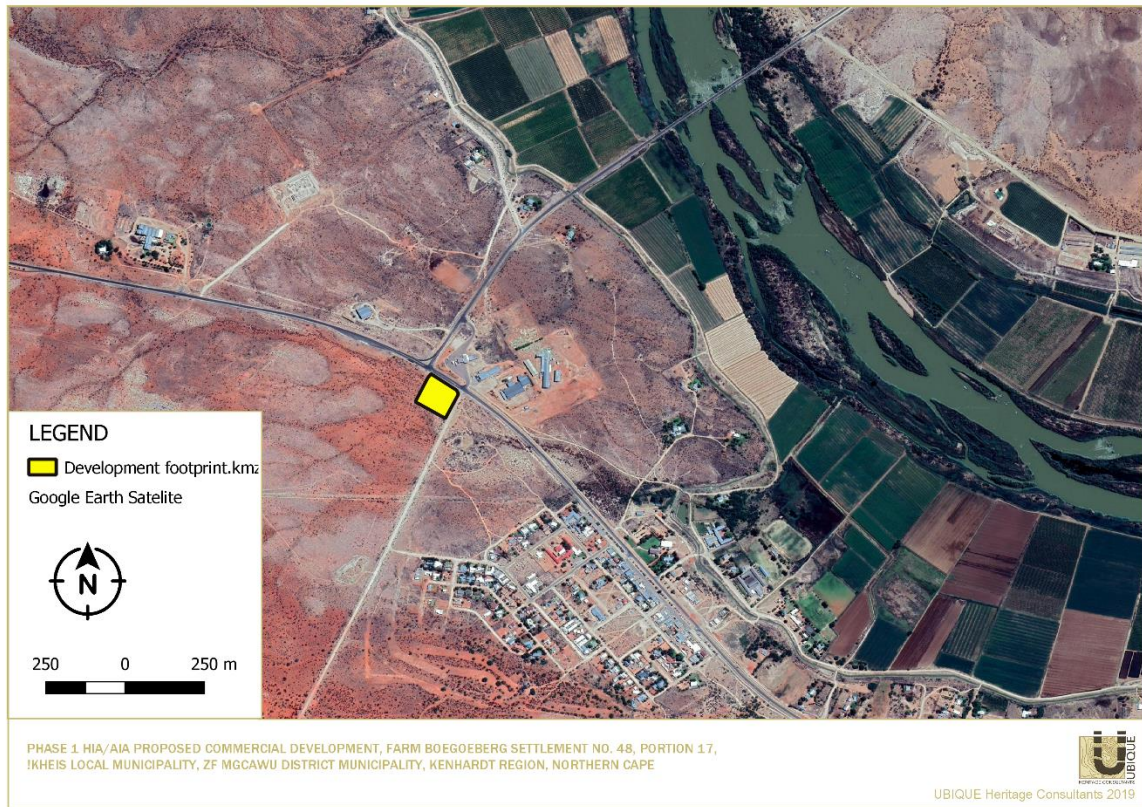 LEGEND
Development footprint.kmz
Google Earth Satelite
N
250 0 250 m
PHASE 1 HIA/AIA PROPOSED COMMERCIAL DEVELOPMENT, FARM BOEGOEBERG SETTLEMENT NO. 48, PORTION 17,
!KHEIS LOCAL MUNICIPALITY, ZF MGCAWU DISTRICT MUNICIPALITY, KENHARDT REGION, NORTHERN CAPE
Ü
UBIQUE
HERITAGE CONSULTANTS
UBIQUE Heritage Consultants 2019